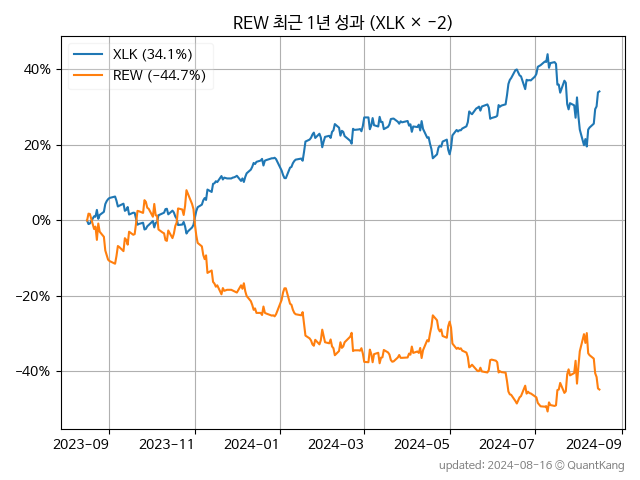 REW 최근 1년 성과 (XLK × −2)
XLK (34.1%)
REW (−44.7%)
40%
20%
0%
−20%
−40%
2023−09 2023−11 2024−01 2024−03 2024−05 2024−07 2024−09
updated: 2024−08−16 © QuantKang